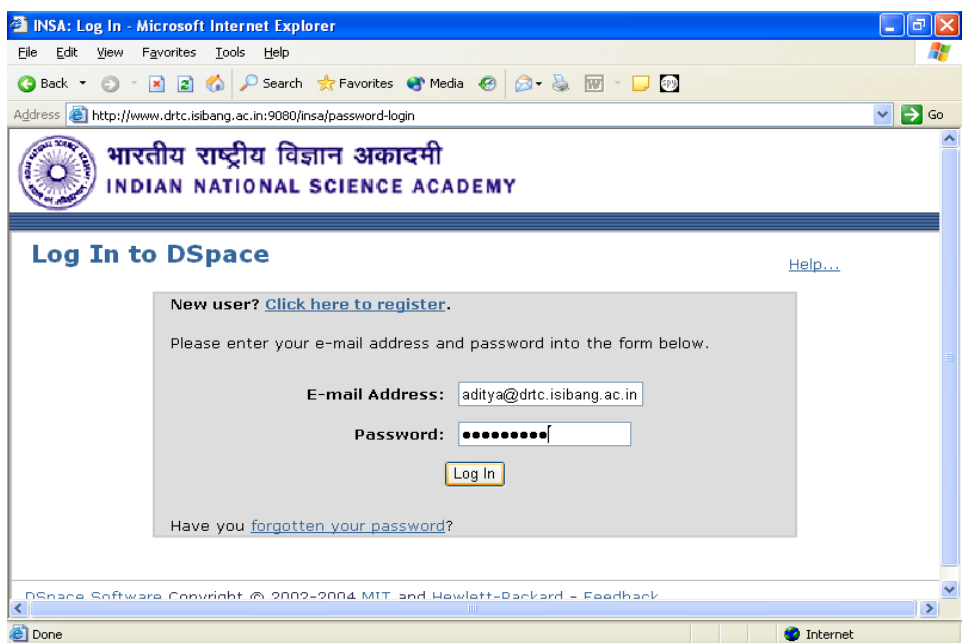 INSA: Log In - Microsoft Internet Explorer
File Edit View Favorites Tools Help
Back Search Favorites Media
Address http://www.drtc.isibang.ac.in:9080/insa/password-login Go
भारतीय राष्ट्रीय विज्ञान अकादमी
INDIAN NATIONAL SCIENCE ACADEMY
Log In to DSpace
Help...
New user? Click here to register.
Please enter your e-mail address and password into the form below.
E-mail Address: aditya@drtc.isibang.ac.in
Password: ●●●●●●●●●
Log In
Have you forgotten your password?
DSpace Software Copyright © 2002-2004 MIT and Hewlett-Packard - Feedback
Done Internet